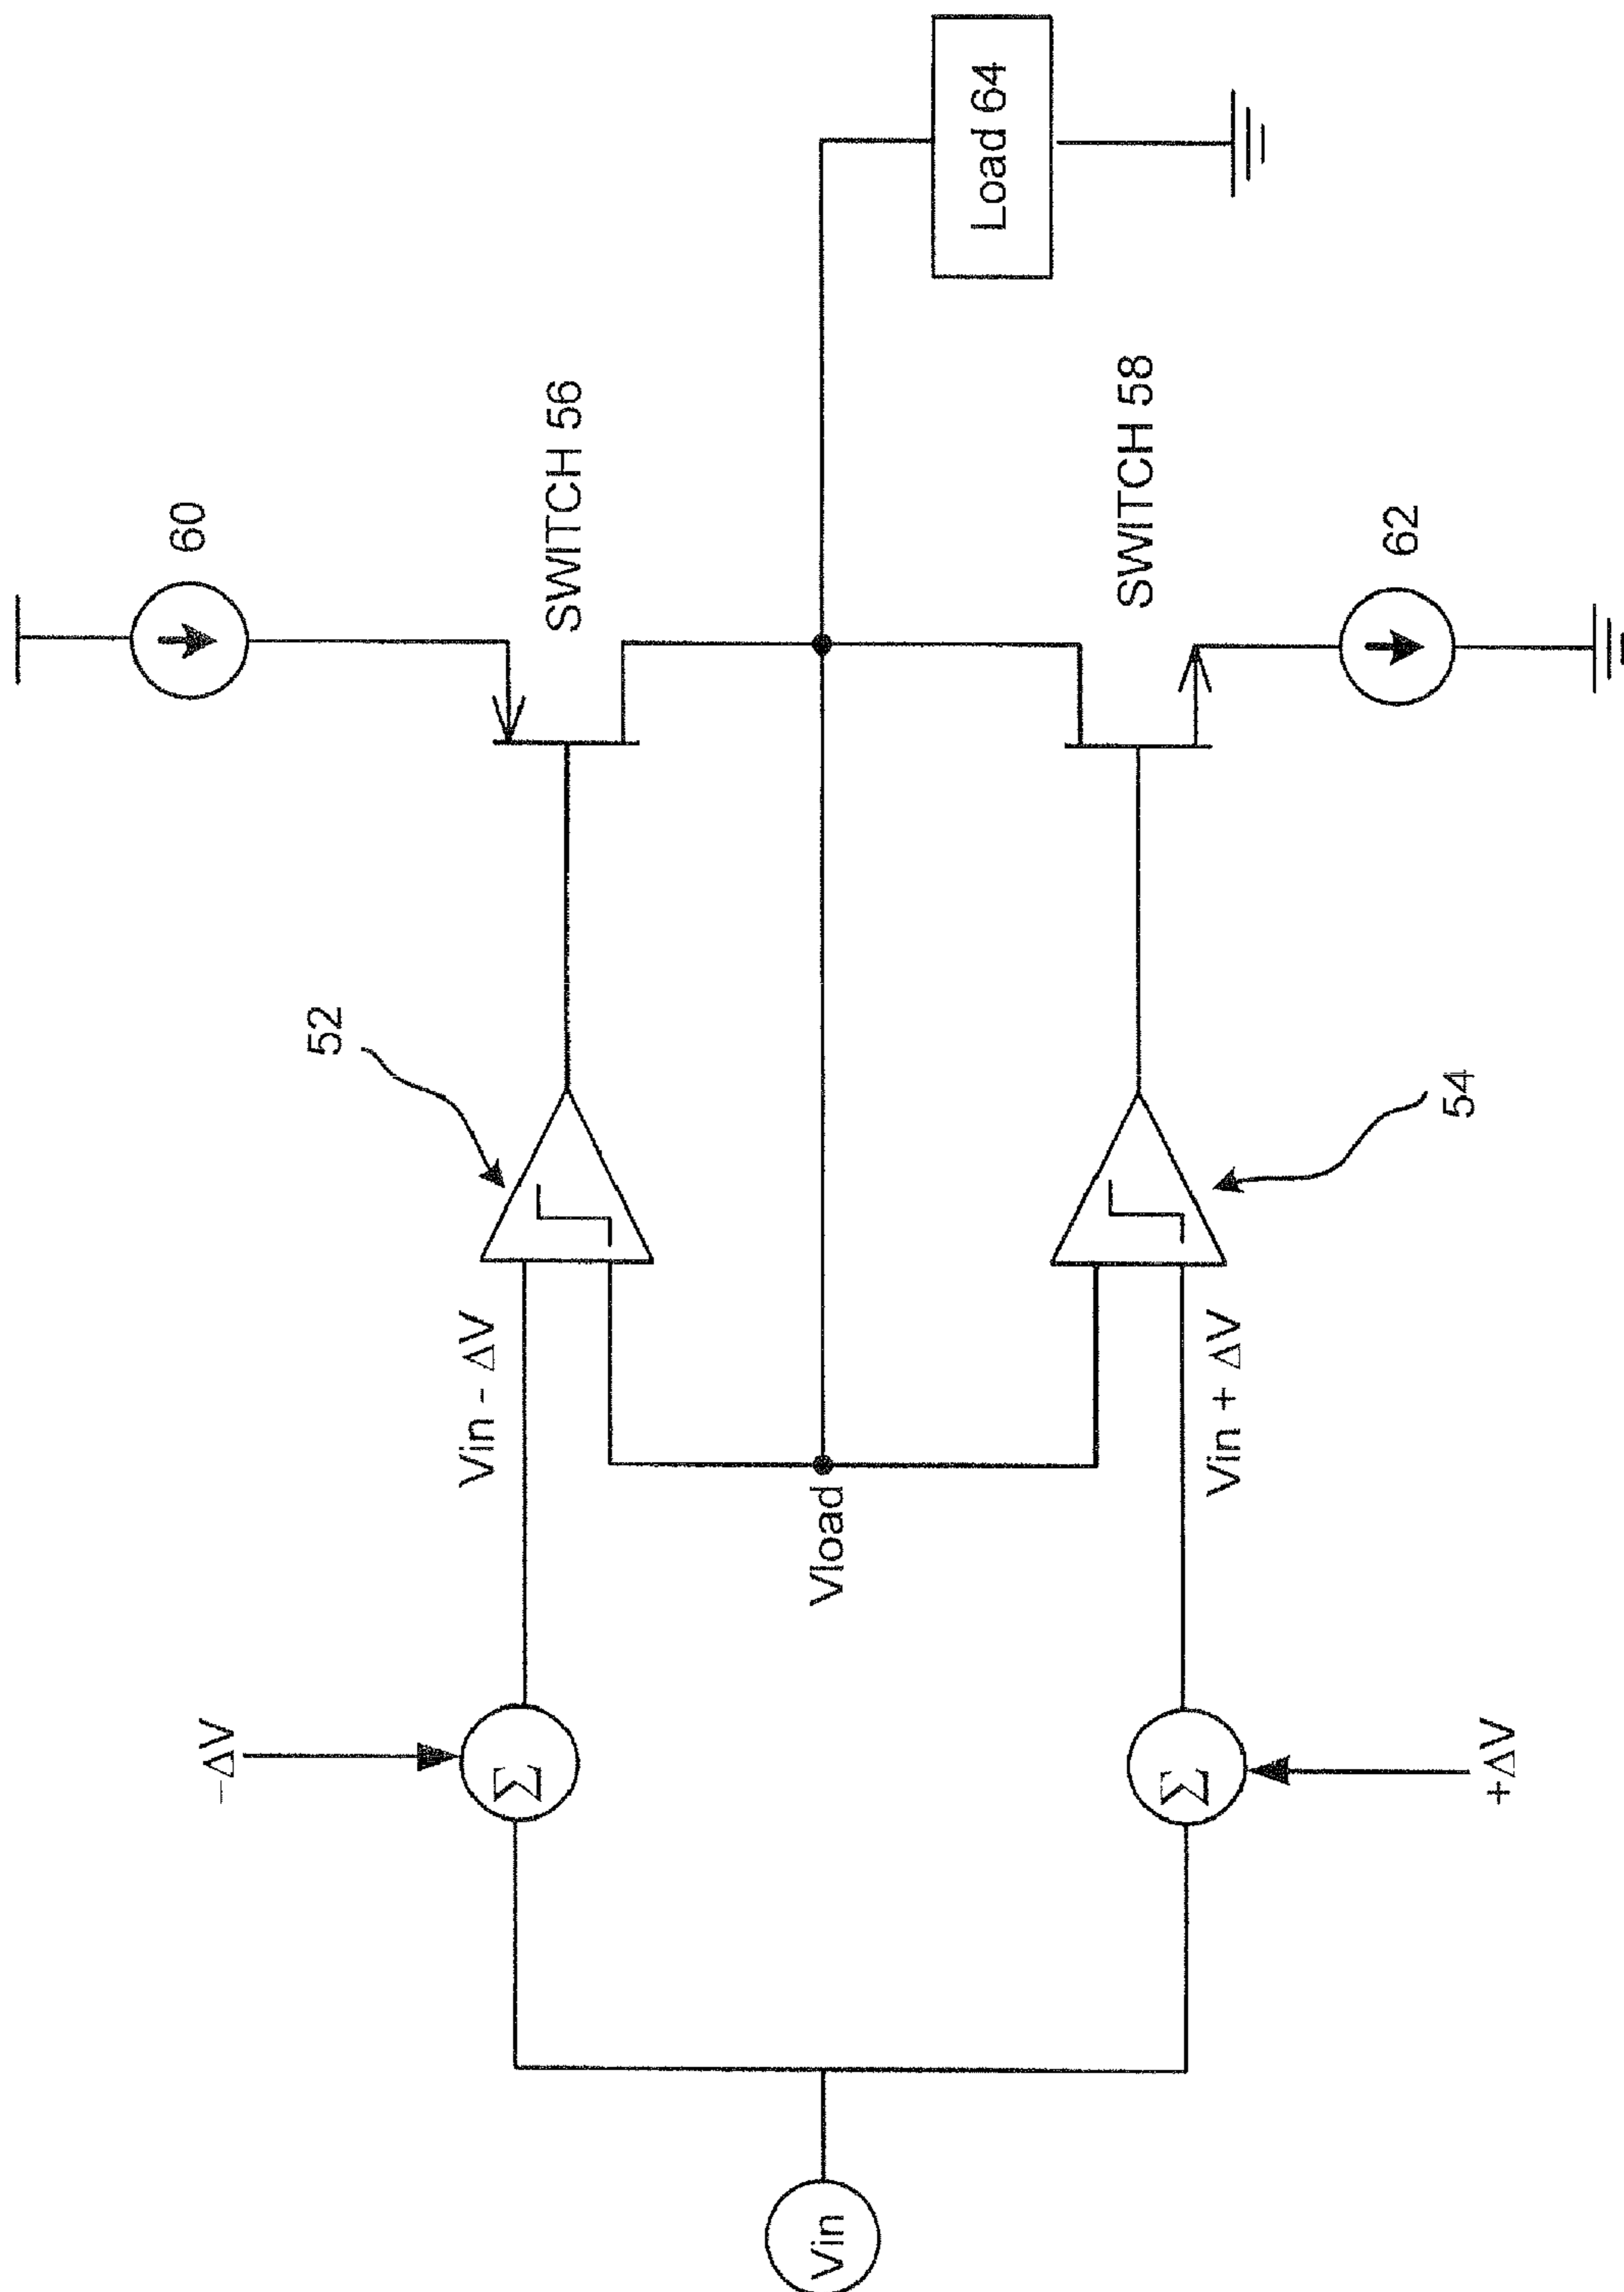 Vin
−ΔV
Σ
Vin - ΔV
52
SWITCH 56
60
Vload
Load 64
Σ
+ΔV
Vin + ΔV
54
SWITCH 58
62